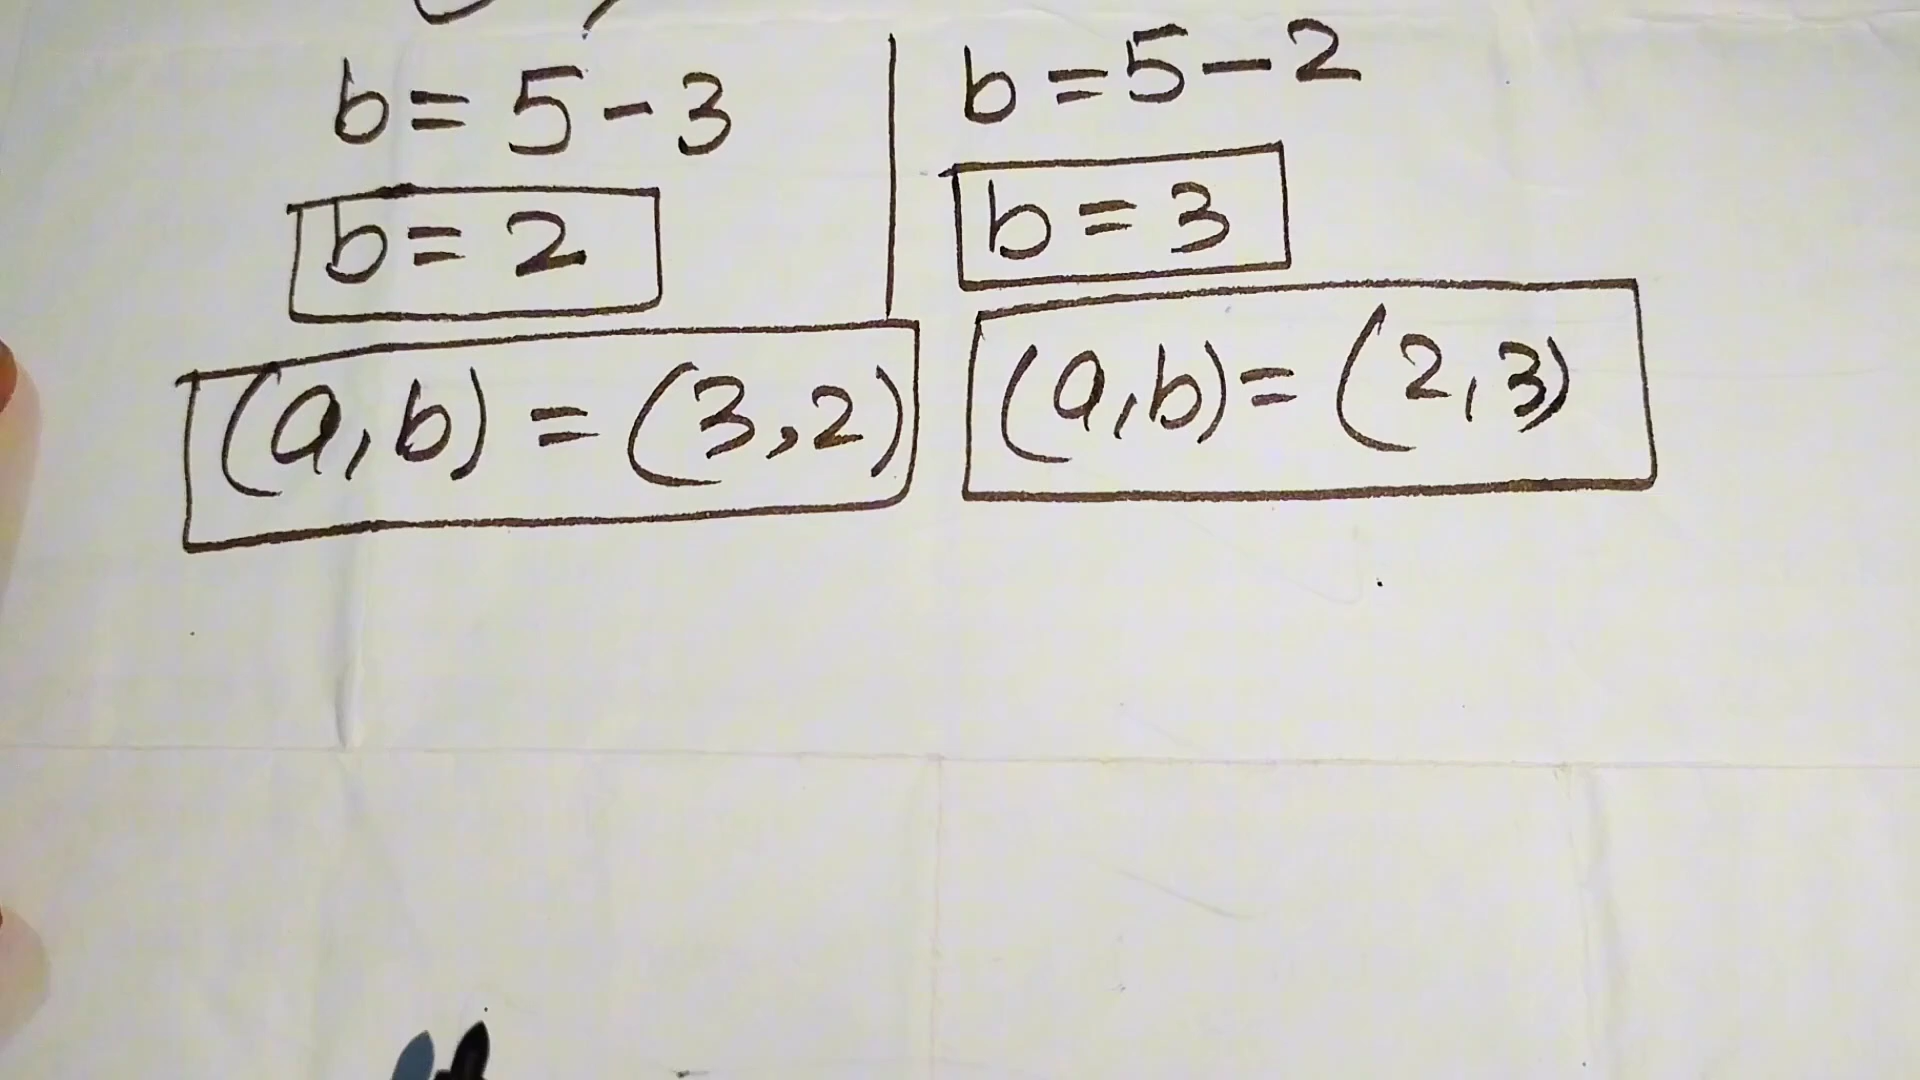 b = 5 - 3
b = 2
(a, b) = (3, 2)
b = 5 - 2
b = 3
(a, b) = (2, 3)